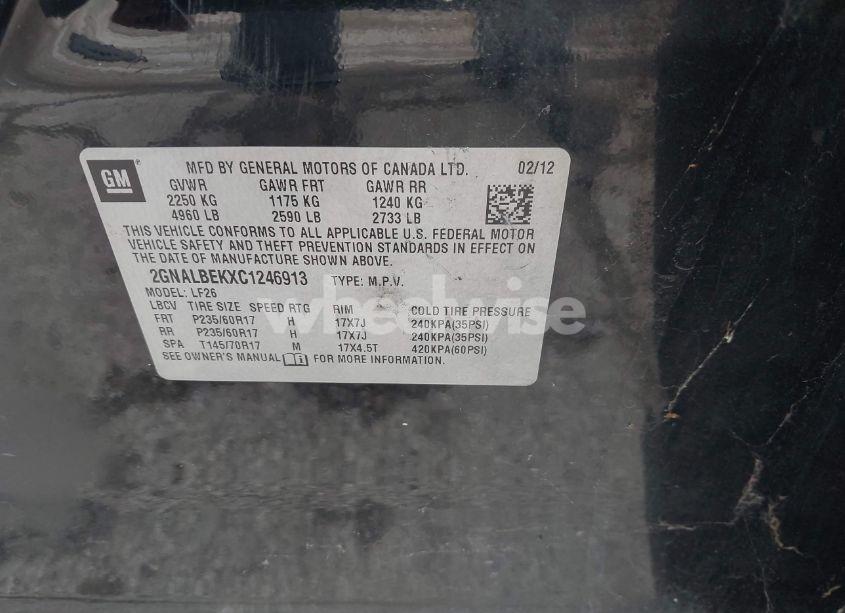 GM
MFD BY GENERAL MOTORS OF CANADA LTD. 02/12
GVWR GAWR FRT GAWR RR
2250 KG 1175 KG 1240 KG
4960 LB 2590 LB 2733 LB
THIS VEHICLE CONFORMS TO ALL APPLICABLE U.S. FEDERAL MOTOR
VEHICLE SAFETY AND THEFT PREVENTION STANDARDS IN EFFECT ON
THE DATE OF MANUFACTURE SHOWN ABOVE.
2GNALBEKXC1246913 TYPE: M.P.V.
MODEL: LF26
LBCV TIRE SIZE SPEED RTG RIM COLD TIRE PRESSURE
FRT P235/60R17 H 17X7J 240KPA(35PSI)
RR P235/60R17 H 17X7J 240KPA(35PSI)
SPA T145/70R17 M 17X4.5T 420KPA(60PSI)
SEE OWNER'S MANUAL FOR MORE INFORMATION.
wheelwise